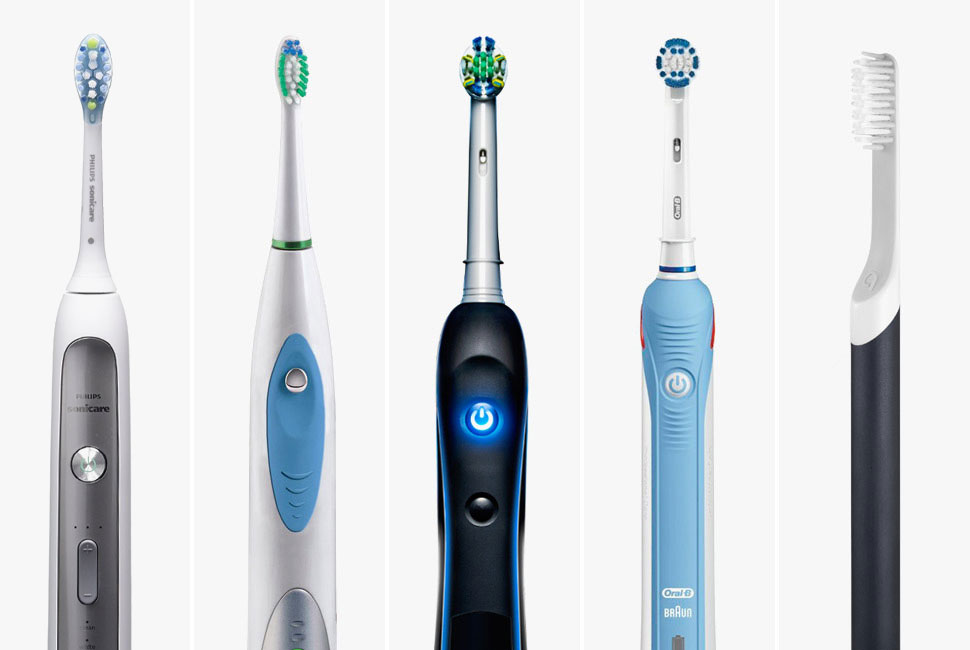 PHILIPS sonicare
PHILIPS
sonicare
Oral-B
Oral-B
BRAUN